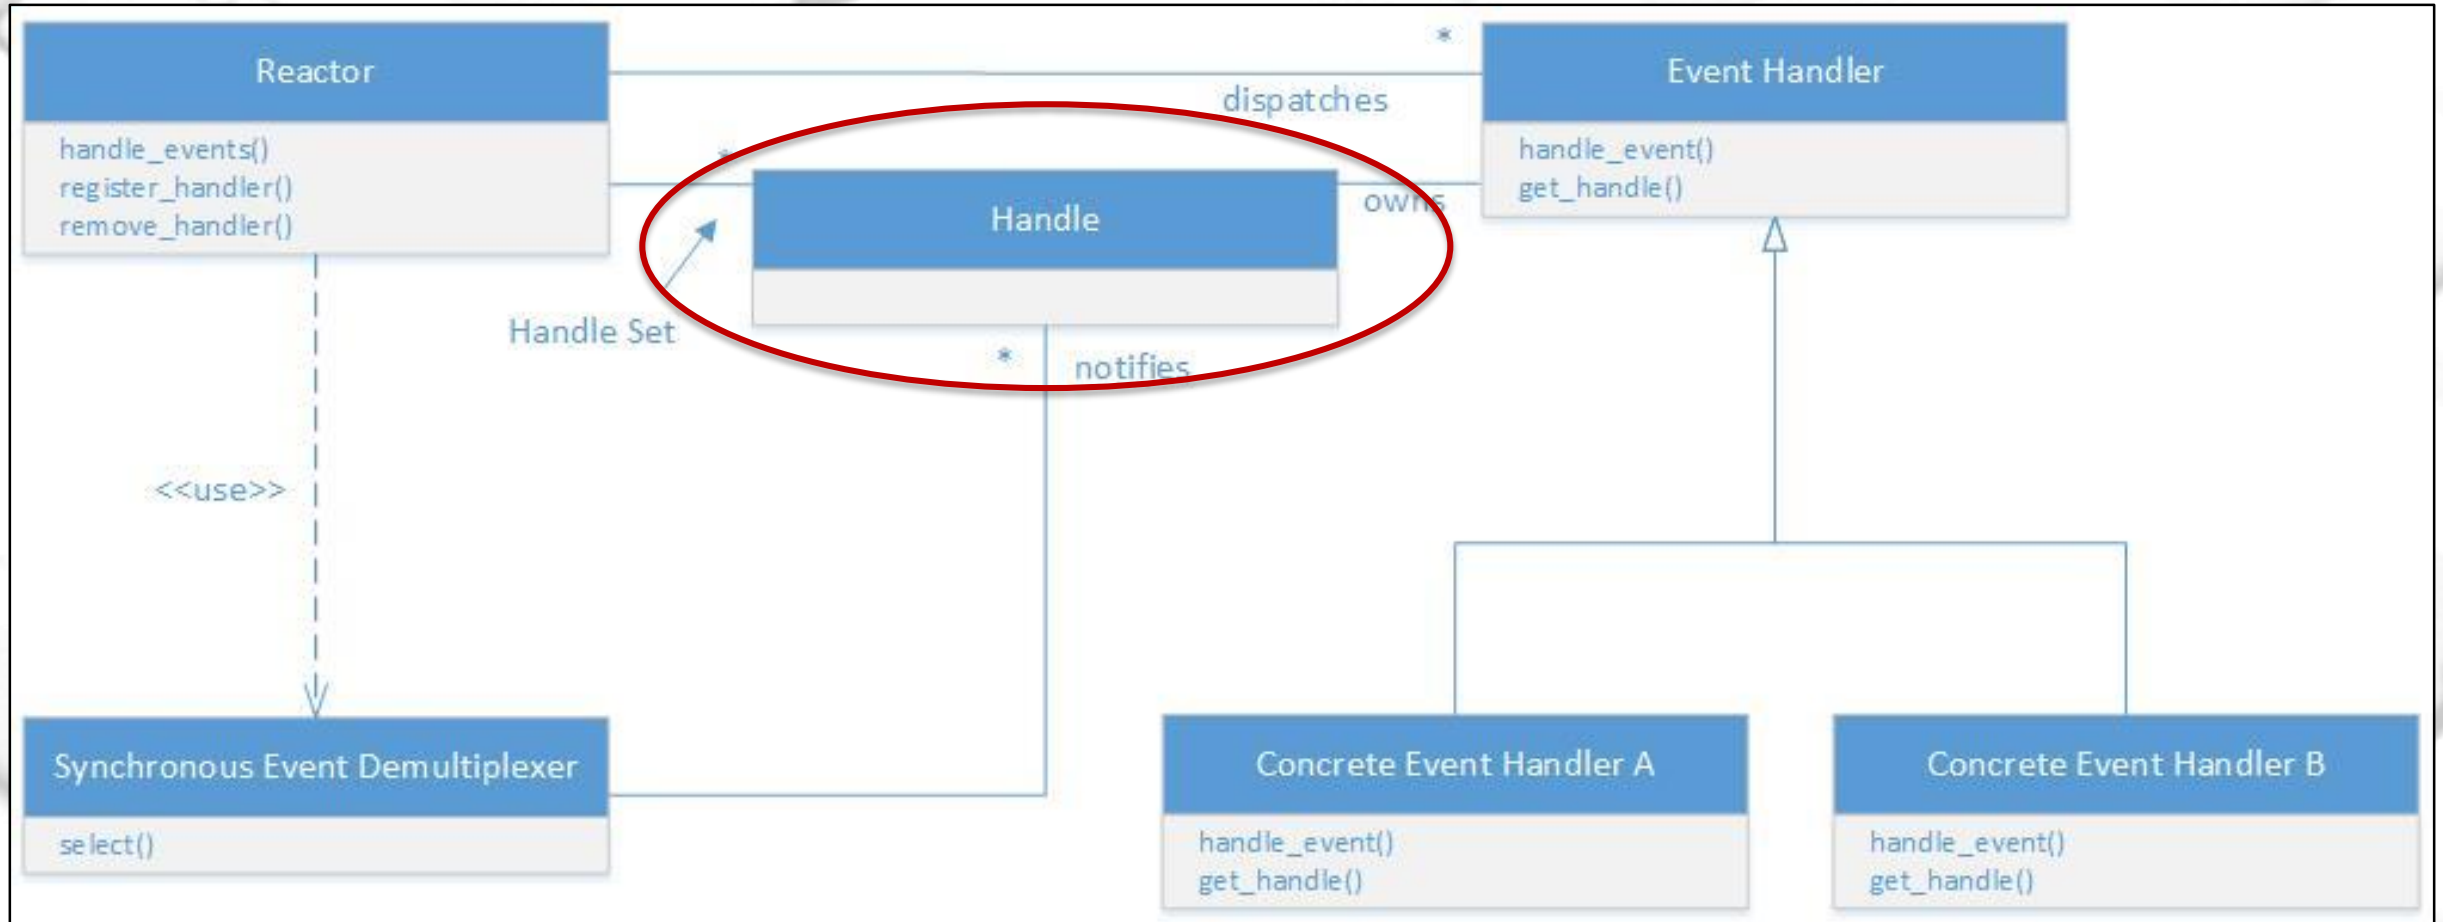 Reactor
handle_events()
register_handler()
remove_handler()
*
dispatches
Event Handler
handle_event()
get_handle()
*
Handle
owns
Handle Set
*
notifies
<<use>>
Synchronous Event Demultiplexer
select()
Concrete Event Handler A
handle_event()
get_handle()
Concrete Event Handler B
handle_event()
get_handle()